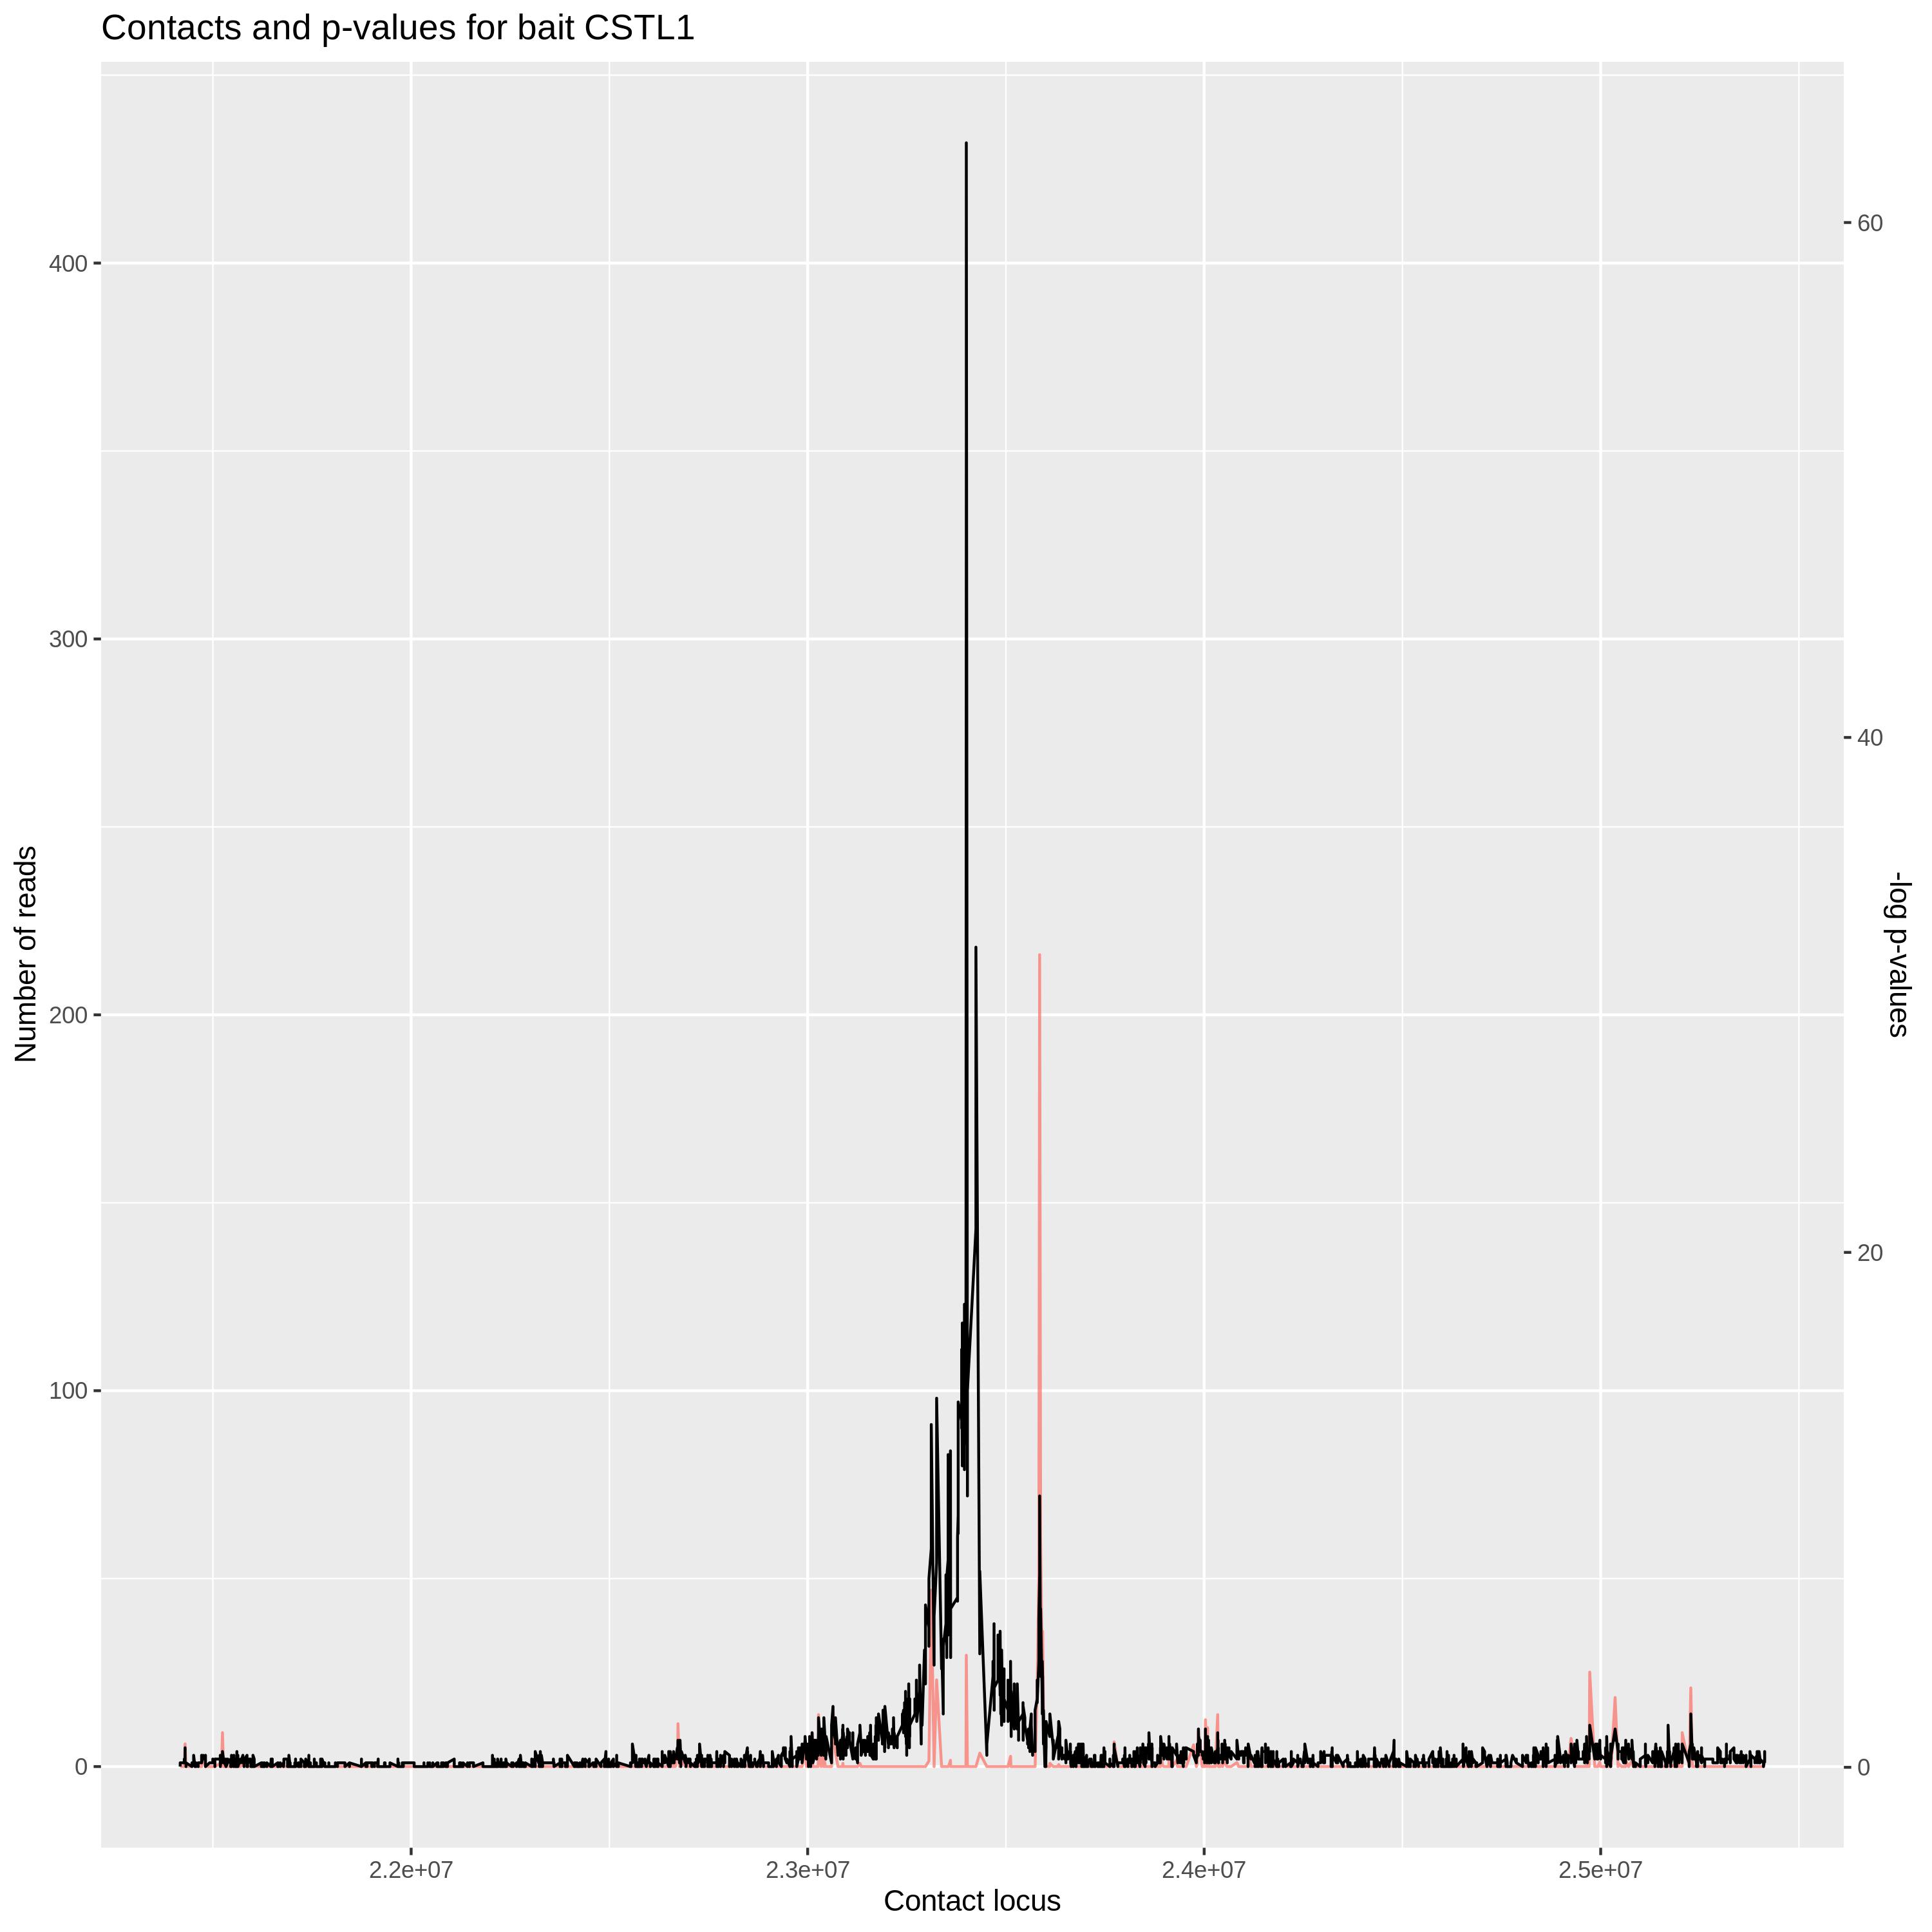 Contacts and p-values for bait CSTL1
400
300
200
100
0
Number of reads
60
40
20
0
-log p-values
2.2e+07
2.3e+07
2.4e+07
2.5e+07
Contact locus